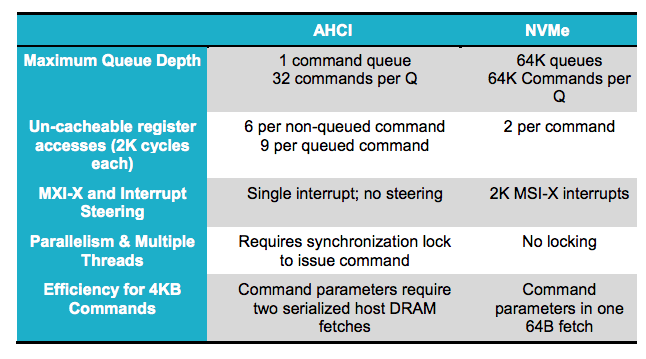 AHCI NVMe
Maximum Queue Depth 1 command queue 64K queues
32 commands per Q 64K Commands per
Q
Un-cacheable register 6 per non-queued command 2 per command
accesses (2K cycles 9 per queued command
each)
MXI-X and Interrupt Single interrupt; no steering 2K MSI-X interrupts
Steering
Parallelism & Multiple Requires synchronization lock No locking
Threads to issue command
Efficiency for 4KB Command parameters require Command
Commands two serialized host DRAM parameters in one
fetches 64B fetch